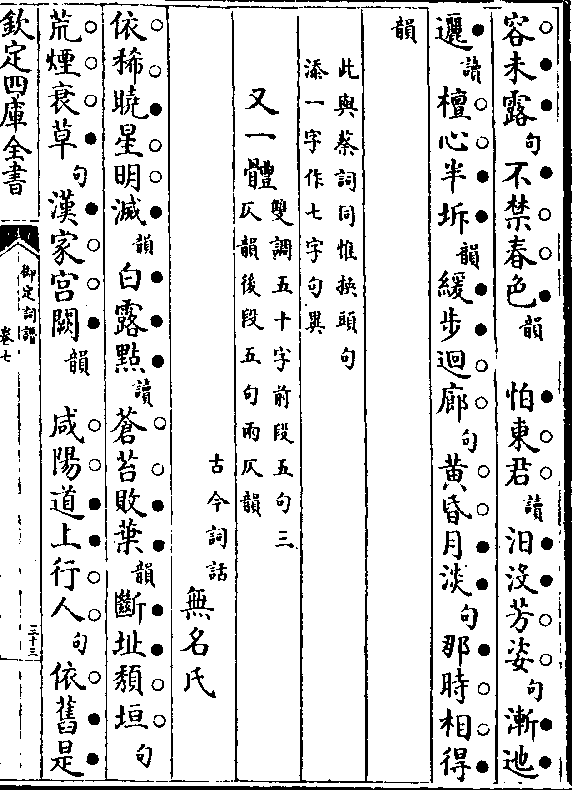 容未露句不禁春色韻　怕東君讀汨沒芳姿句漸迤
邐讀檀心半坼韻緩步迴廊句黃昏月淡句那時相得
韻
此與蔡詞同惟換頭句
添一字作七字句異
又一體雙調五十字前段五句三
仄韻後段五句兩仄韻
古今詞話　無名氏
依稀曉星明滅韻白露點讀蒼苔敗葉韻斷址頹垣句
荒煙衰草句漢家宮闕韻　咸陽道上行人句依舊是
欽定四庫全書
御定詞譜
卷七
三十三